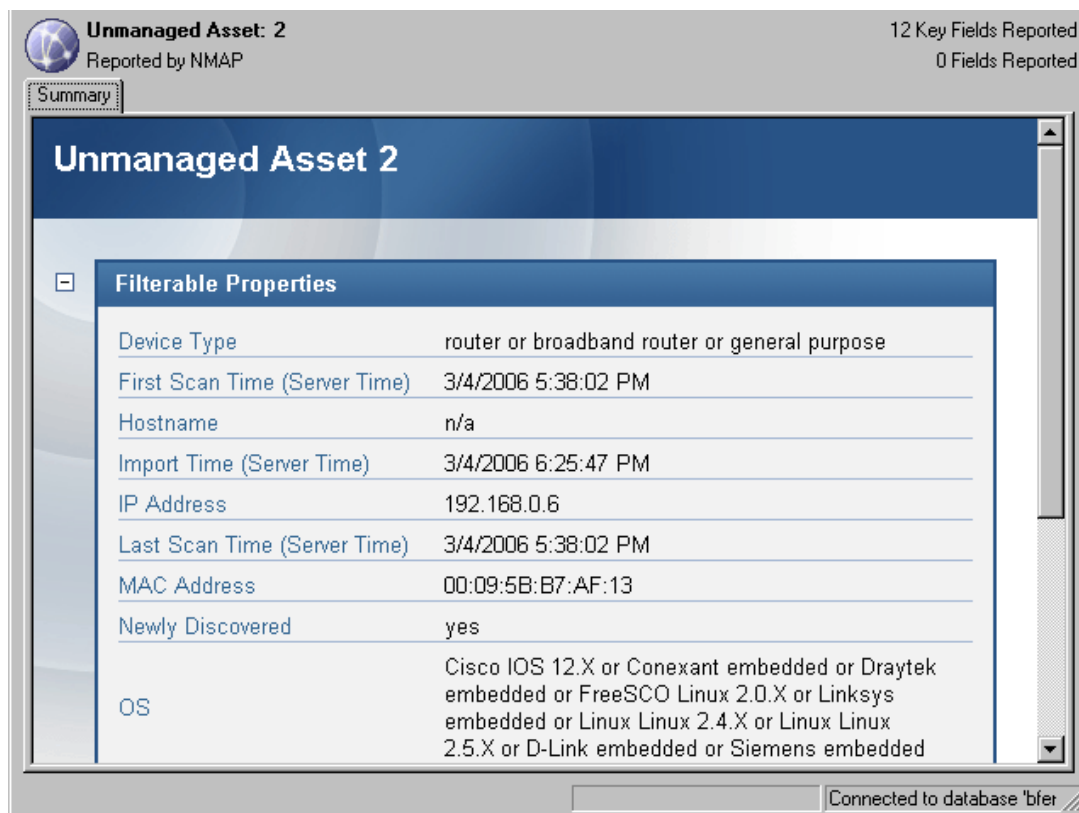 Unmanaged Asset: 2
12 Key Fields Reported
Reported by NMAP
0 Fields Reported
Summary
Unmanaged Asset 2
Filterable Properties
Device Type router or broadband router or general purpose
First Scan Time (Server Time) 3/4/2006 5:38:02 PM
Hostname n/a
Import Time (Server Time) 3/4/2006 6:25:47 PM
IP Address 192.168.0.6
Last Scan Time (Server Time) 3/4/2006 5:38:02 PM
MAC Address 00:09:5B:B7:AF:13
Newly Discovered yes
OS
Cisco IOS 12.X or Conexant embedded or Draytek
embedded or FreeSCO Linux 2.0.X or Linksys
embedded or Linux Linux 2.4.X or Linux Linux
2.5.X or D-Link embedded or Siemens embedded
Connected to database 'bfer